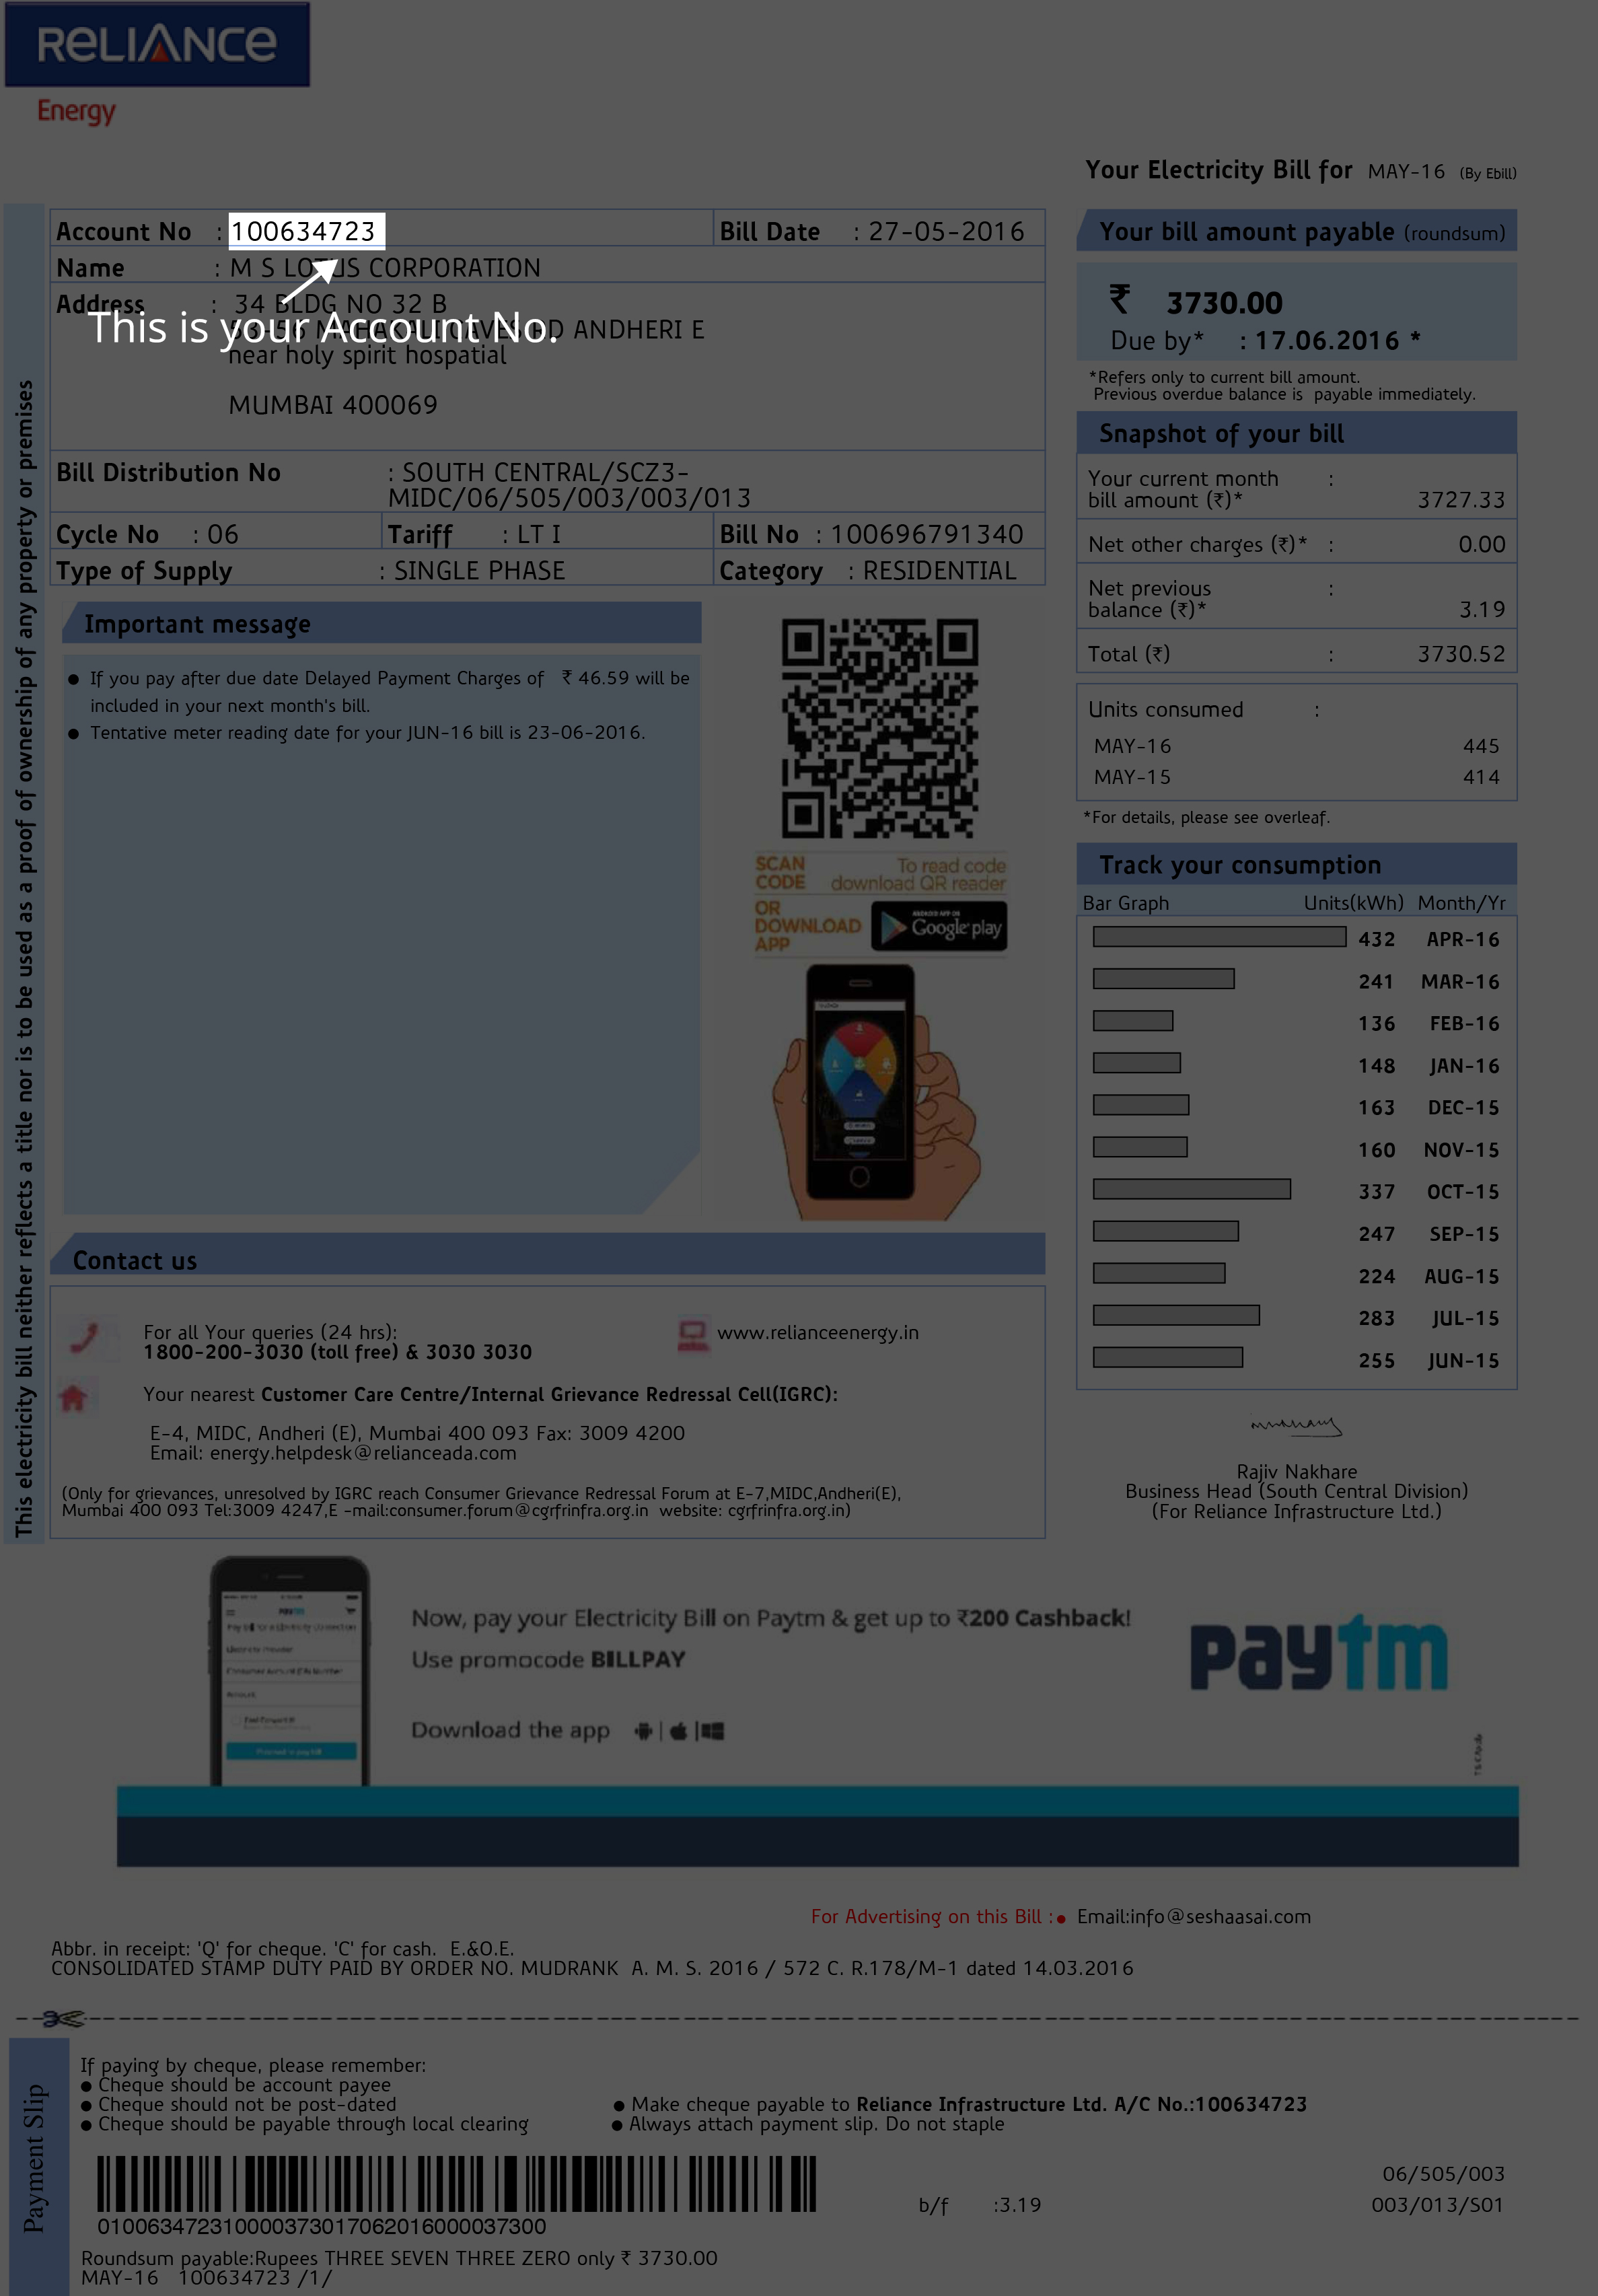 RELIANCE
Energy
Your Electricity Bill for MAY-16 (By Ebill)
Account No : 100634723
Bill Date : 27-05-2016
Name : M S LOTUS CORPORATION
Address : 34 BLDG NO 32 B
MAHAKALI CAVES RD ANDHERI E
near holy spirit hospatial
MUMBAI 400069
This is your Account No.
Bill Distribution No : SOUTH CENTRAL/SCZ3-
MIDC/06/505/003/003/013
Cycle No : 06 Tariff : LT I Bill No : 100696791340
Type of Supply : SINGLE PHASE Category : RESIDENTIAL
This electricity bill neither reflects a title nor is to be used as a proof of ownership of any property or premises
Your bill amount payable (roundsum)
₹ 3730.00
Due by* : 17.06.2016 *
*Refers only to current bill amount.
Previous overdue balance is payable immediately.
Snapshot of your bill
Your current month :
bill amount (₹)* 3727.33
Net other charges (₹)* : 0.00
Net previous :
balance (₹)* 3.19
Total (₹) : 3730.52
Units consumed :
MAY-16 445
MAY-15 414
*For details, please see overleaf.
Important message
● If you pay after due date Delayed Payment Charges of ₹ 46.59 will be
included in your next month's bill.
● Tentative meter reading date for your JUN-16 bill is 23-06-2016.
SCAN CODE
To read code
download QR reader
OR
DOWNLOAD
APP
ANDROID APP ON
Google play
Track your consumption
Bar Graph Units(kWh) Month/Yr
432 APR-16
241 MAR-16
136 FEB-16
148 JAN-16
163 DEC-15
160 NOV-15
337 OCT-15
247 SEP-15
224 AUG-15
283 JUL-15
255 JUN-15
Rajiv Nakhare
Business Head (South Central Division)
(For Reliance Infrastructure Ltd.)
Contact us
For all Your queries (24 hrs):
1800-200-3030 (toll free) & 3030 3030
www.relianceenergy.in
Your nearest Customer Care Centre/Internal Grievance Redressal Cell(IGRC):
E-4, MIDC, Andheri (E), Mumbai 400 093 Fax: 3009 4200
Email: energy.helpdesk@relianceada.com
(Only for grievances, unresolved by IGRC reach Consumer Grievance Redressal Forum at E-7,MIDC,Andheri(E),
Mumbai 400 093 Tel:3009 4247,E -mail:consumer.forum@cgrfrinfra.org.in website: cgrfrinfra.org.in)
Now, pay your Electricity Bill on Paytm & get up to ₹200 Cashback!
Use promocode BILLPAY
Download the app
paytm
For Advertising on this Bill :● Email:info@seshaasai.com
Abbr. in receipt: 'Q' for cheque. 'C' for cash. E.&O.E.
CONSOLIDATED STAMP DUTY PAID BY ORDER NO. MUDRANK A. M. S. 2016 / 572 C. R.178/M-1 dated 14.03.2016
Payment Slip
If paying by cheque, please remember:
● Cheque should be account payee
● Cheque should not be post-dated
● Cheque should be payable through local clearing
● Make cheque payable to Reliance Infrastructure Ltd. A/C No.:100634723
● Always attach payment slip. Do not staple
01006347231000037301706201600003​7300
b/f :3.19
06/505/003
003/013/S01
Roundsum payable:Rupees THREE SEVEN THREE ZERO only ₹ 3730.00
MAY-16 100634723 /1/